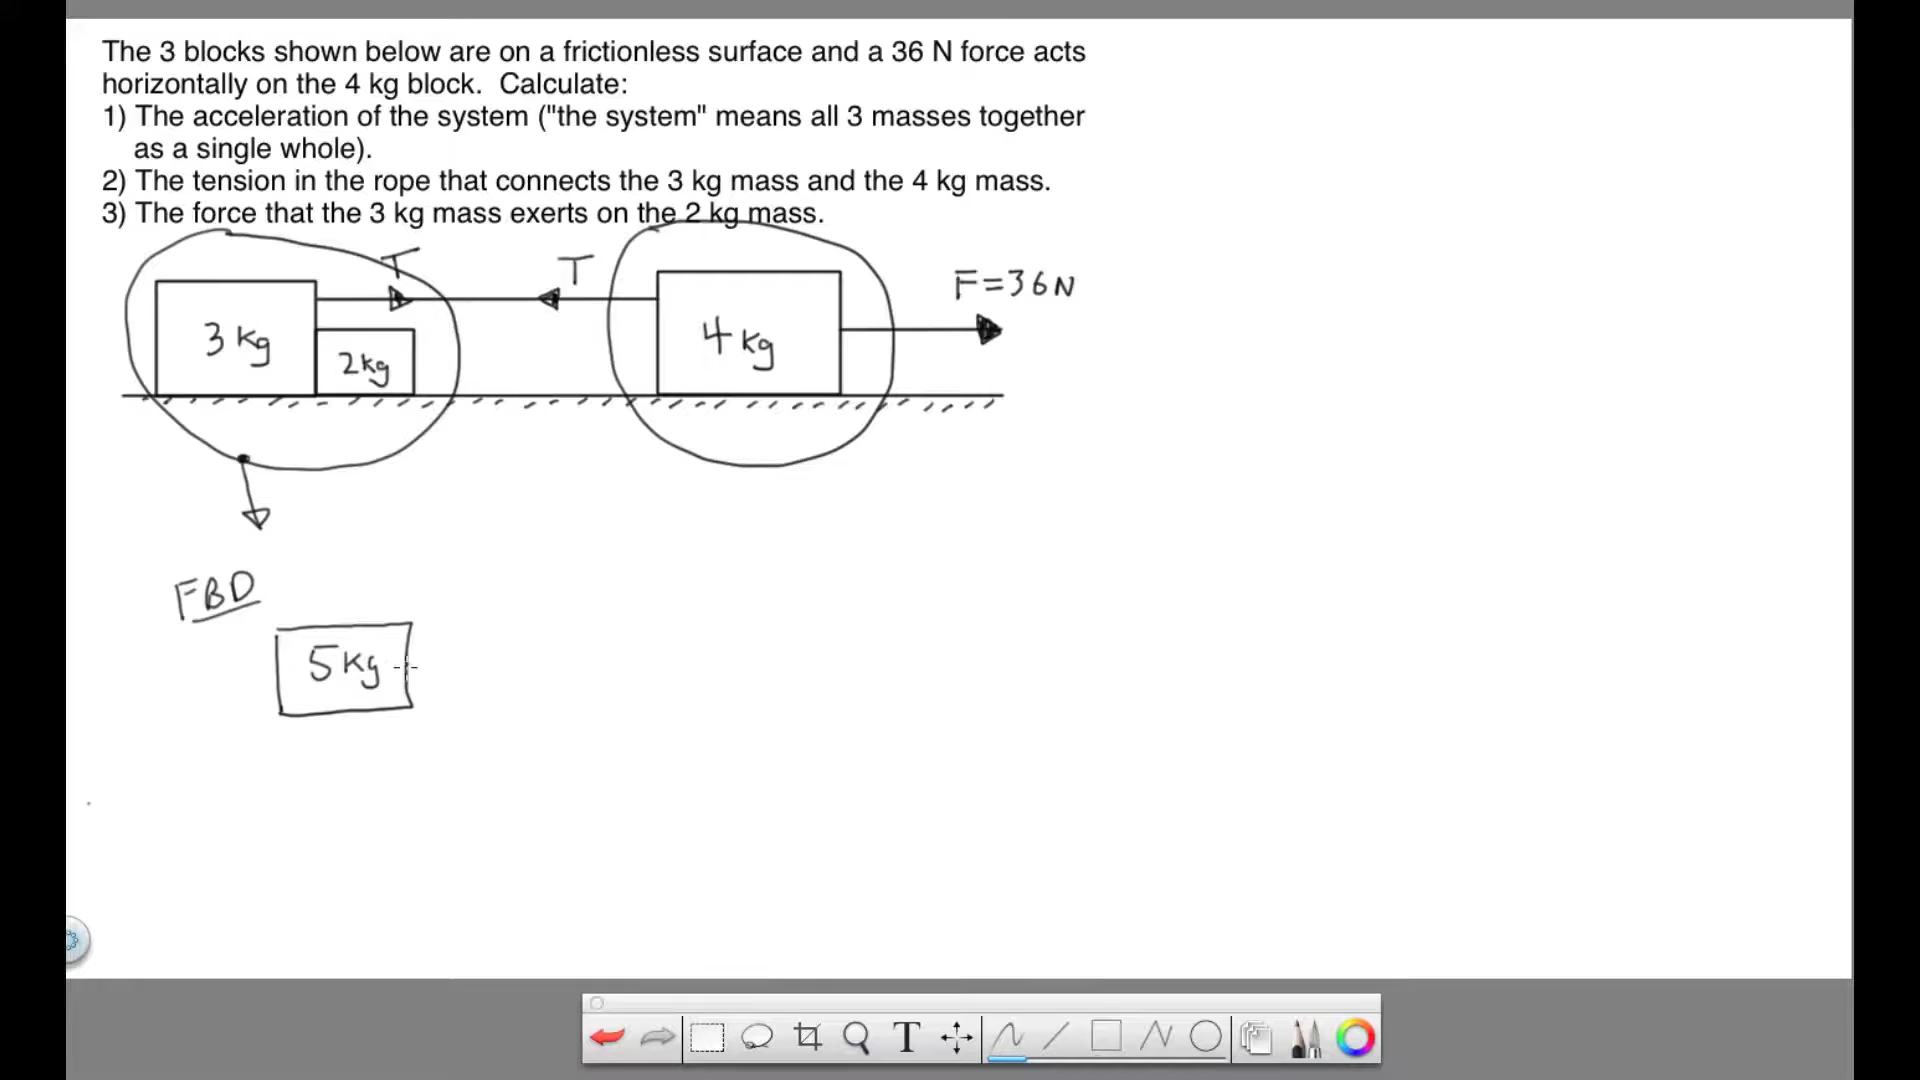 The 3 blocks shown below are on a frictionless surface and a 36 N force acts
horizontally on the 4 kg block.  Calculate:
1) The acceleration of the system ("the system" means all 3 masses together
as a single whole).
2) The tension in the rope that connects the 3 kg mass and the 4 kg mass.
3) The force that the 3 kg mass exerts on the 2 kg mass.
T T
F=36N
3 kg 2kg 4 kg
FBD
5kg
T